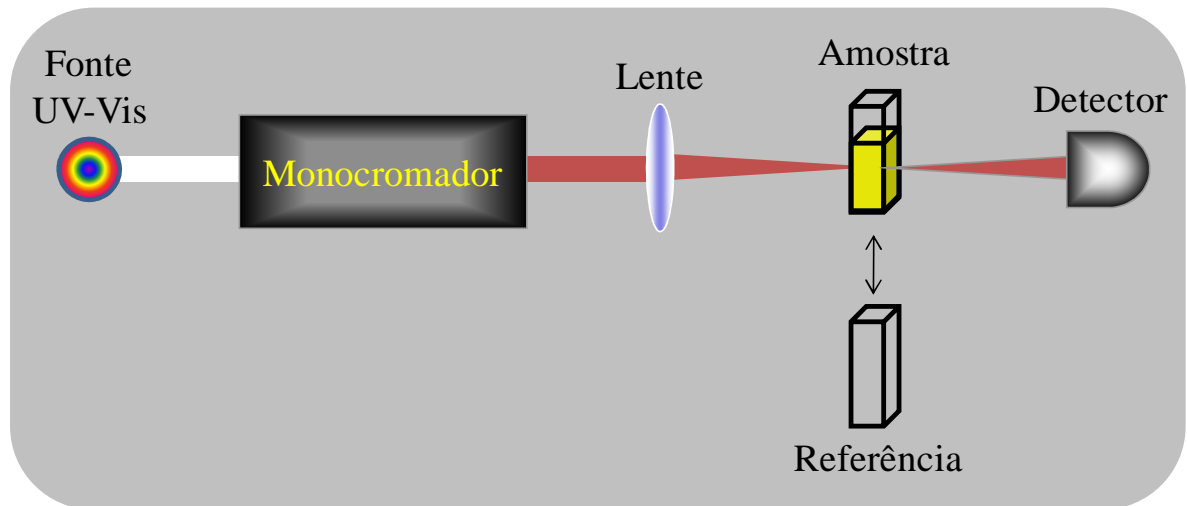 Fonte
UV-Vis
Monocromador
Lente
Amostra
Detector
Referência